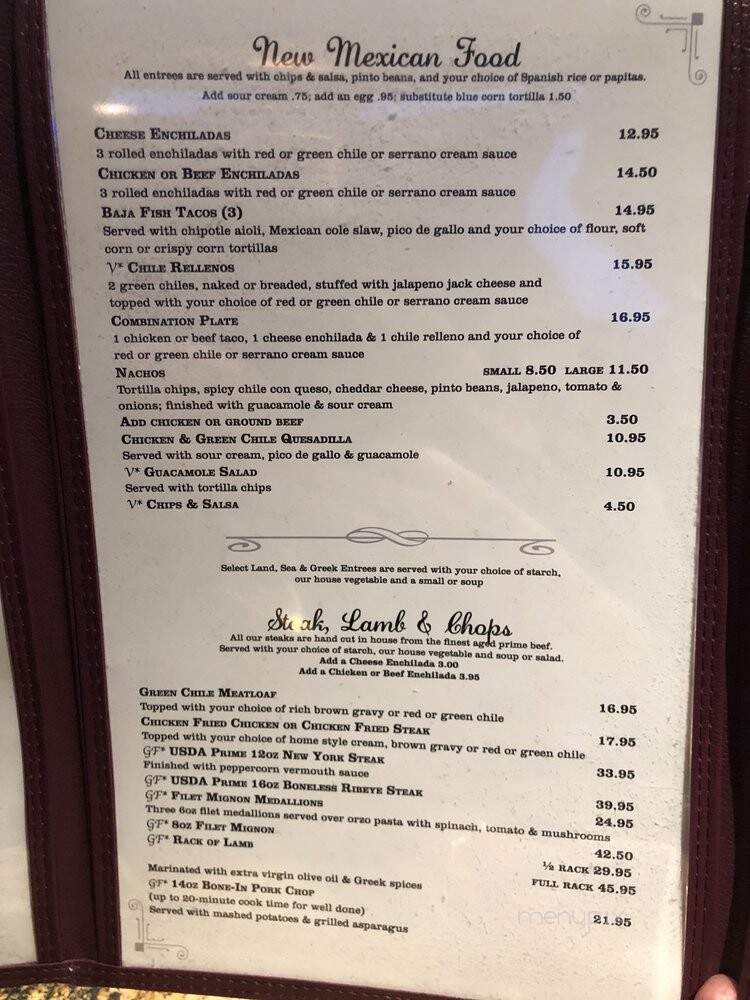 New Mexican Food
All entrees are served with chips & salsa, pinto beans, and your choice of Spanish rice or papitas.
Add sour cream .75; add an egg .95; substitute blue corn tortilla 1.50
Cheese Enchiladas 12.95
3 rolled enchiladas with red or green chile or serrano cream sauce
Chicken or Beef Enchiladas 14.50
3 rolled enchiladas with red or green chile or serrano cream sauce
Baja Fish Tacos (3) 14.95
Served with chipotle aioli, Mexican cole slaw, pico de gallo and your choice of flour, soft
corn or crispy corn tortillas
V* Chile Rellenos 15.95
2 green chiles, naked or breaded, stuffed with jalapeno jack cheese and
topped with your choice of red or green chile or serrano cream sauce
Combination Plate 16.95
1 chicken or beef taco, 1 cheese enchilada & 1 chile relleno and your choice of
red or green chile or serrano cream sauce
Nachos small 8.50 large 11.50
Tortilla chips, spicy chile con queso, cheddar cheese, pinto beans, jalapeno, tomato &
onions; finished with guacamole & sour cream
Add chicken or ground beef 3.50
Chicken & Green Chile Quesadilla 10.95
Served with sour cream, pico de gallo & guacamole
V* Guacamole Salad 10.95
Served with tortilla chips
V* Chips & Salsa 4.50
Select Land, Sea & Greek Entrees are served with your choice of starch,
our house vegetable and a small or soup
Steak, Lamb & Chops
All our steaks are hand cut in house from the finest aged prime beef.
Served with your choice of starch, our house vegetable and soup or salad.
Add a Cheese Enchilada 3.00
Add a Chicken or Beef Enchilada 3.95
Green Chile Meatloaf 16.95
Topped with your choice of rich brown gravy or red or green chile
Chicken Fried Chicken or Chicken Fried Steak 17.95
Topped with your choice of home style cream, brown gravy or red or green chile
GF* USDA Prime 12oz New York Steak 33.95
Finished with peppercorn vermouth sauce
GF* USDA Prime 16oz Boneless Ribeye Steak 39.95
GF* Filet Mignon Medallions 24.95
Three 6oz filet medallions served over orzo pasta with spinach, tomato & mushrooms
GF* 8oz Filet Mignon 42.50
GF* Rack of Lamb ½ rack 29.95
full rack 45.95
Marinated with extra virgin olive oil & Greek spices
GF* 14oz Bone-In Pork Chop 21.95
(up to 20-minute cook time for well done)
Served with mashed potatoes & grilled asparagus